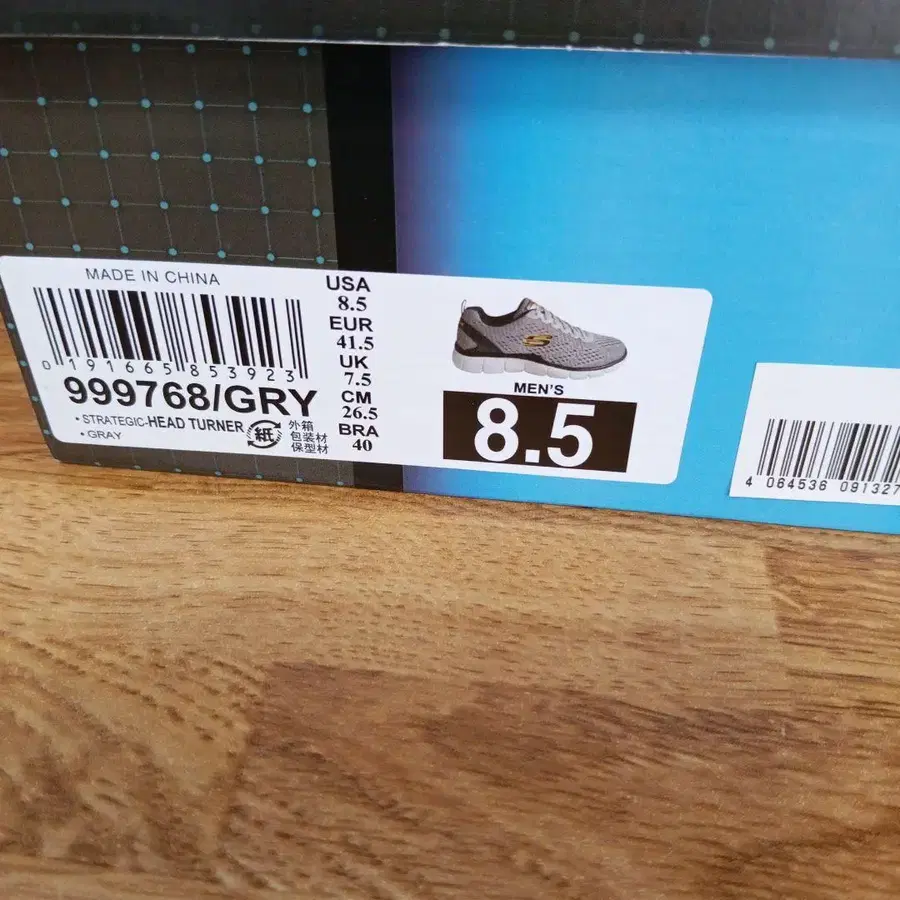 MADE IN CHINA
0 191665 853923
999768/GRY
• STRATEGIC-HEAD TURNER
• GRAY
紙
外箱
包装材
保型材
USA
8.5
EUR
41.5
UK
7.5
CM
26.5
BRA
40
MEN'S
8.5
4 064536 091327